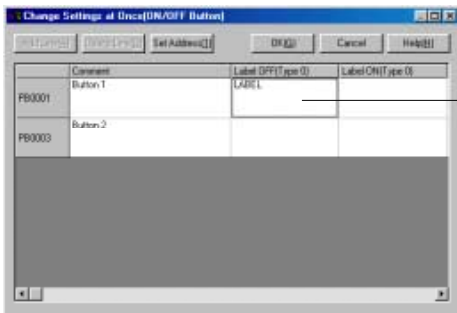 Change Settings at Once(ON/OFF Button)
Set Address[I] OK[G] Cancel Help[H]
Comment Label OFF(Type 0) Label ON(Type 0)
PB0001 Button 1 LABEL
PB0003 Button 2